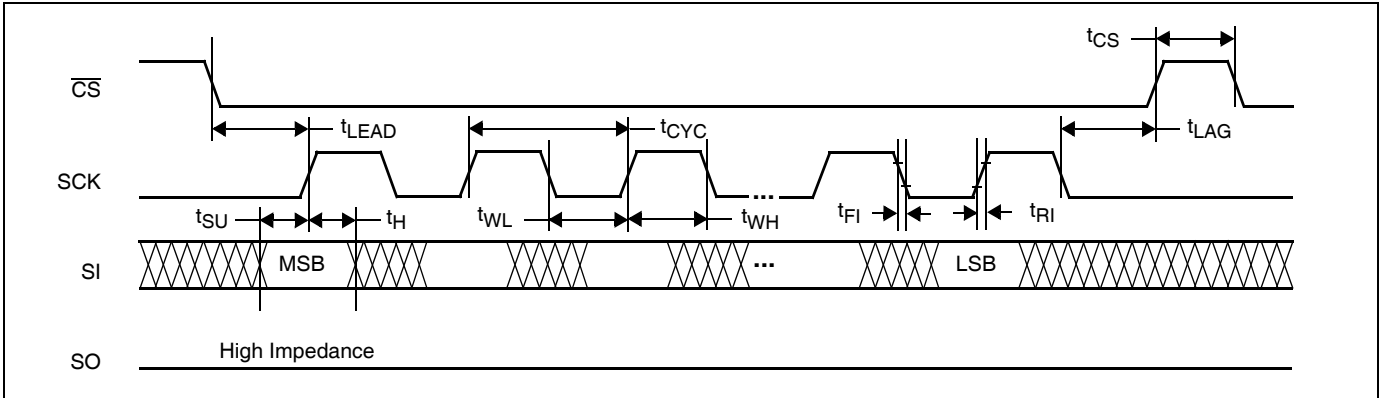 tCS
CS
tLEAD
tCYC
tLAG
SCK
...
tSU
tH
tWL
tWH
tFI
tRI
SI
MSB
...
LSB
High Impedance
SO